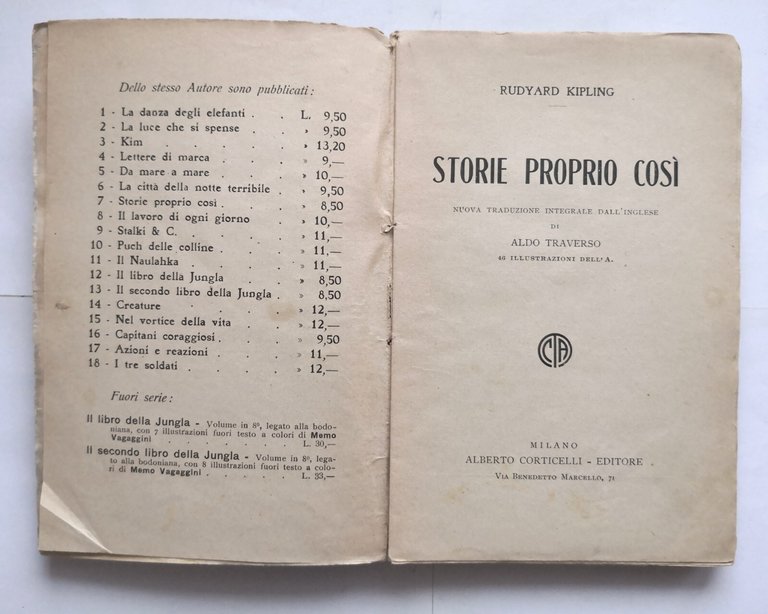 Dello stesso Autore sono pubblicati:
1 - La danza degli elefanti . . L. 9,50
2 - La luce che si spense . . » 9,50
3 - Kim . . . . » 13,20
4 - Lettere di marca . . . » 9,—
5 - Da mare a mare . . . » 10,—
6 - La città della notte terribile . . » 9,50
7 - Storie proprio così . . . » 8,50
8 - Il lavoro di ogni giorno . . » 10,—
9 - Stalki & C. . . . . » 11,—
10 - Puch delle colline . . . » 11,—
11 - Il Naulahka . . . . » 11,—
12 - Il libro della Jungla . . . » 8,50
13 - Il secondo libro della Jungla . . » 8,50
14 - Creature . . . . » 12,—
15 - Nel vortice della vita . . » 12,—
16 - Capitani coraggiosi . . . » 9,50
17 - Azioni e reazioni . . . » 11,—
18 - I tre soldati . . . . » 12,—
Fuori serie:
Il libro della Jungla - Volume in 8º, legato alla bodo-
niana, con 7 illustrazioni fuori testo a colori di Memo
Vagaggini . . . . . L. 30,—
Il secondo libro della Jungla - Volume in 8º, lega-
to alla bodoniana, con 8 illustrazioni fuori testo a colo-
ri di Memo Vagaggini . . . . L. 33,—
RUDYARD KIPLING
STORIE PROPRIO COSÌ
NUOVA TRADUZIONE INTEGRALE DALL'INGLESE
DI
ALDO TRAVERSO
46 ILLUSTRAZIONI DELL'A.
MILANO
ALBERTO CORTICELLI - EDITORE
VIA BENEDETTO MARCELLO, 71